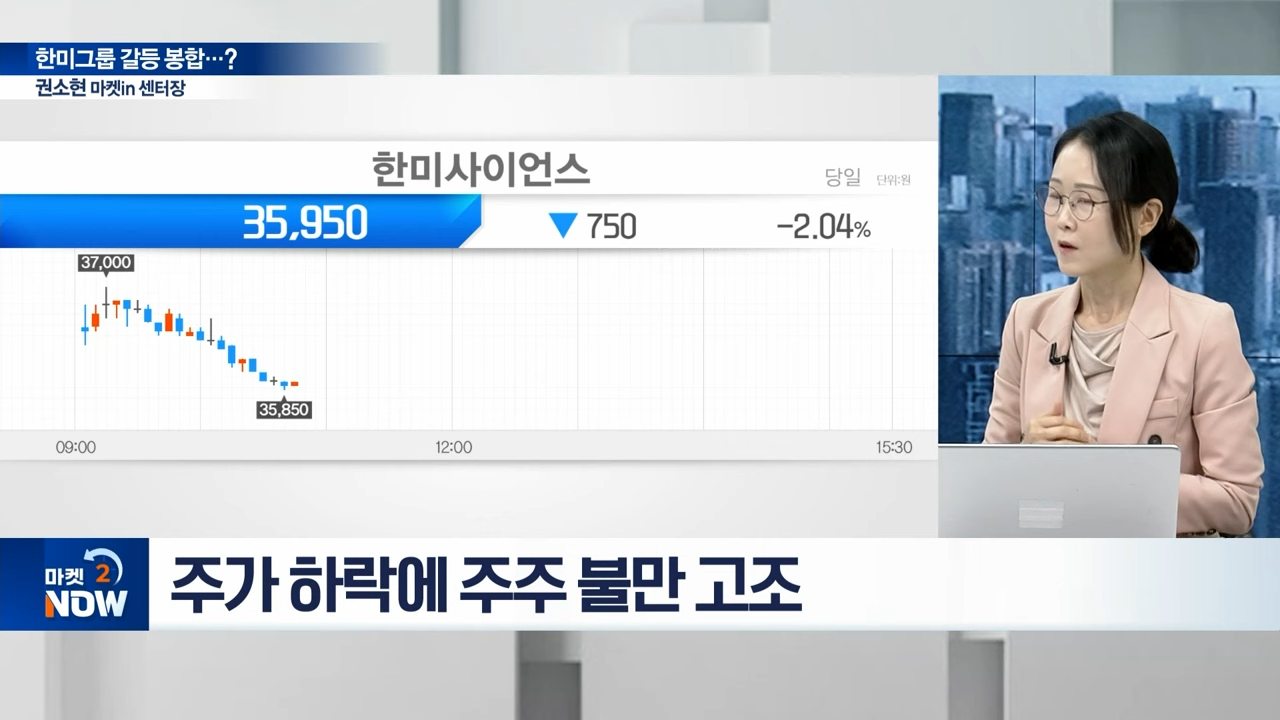 한미그룹 갈등 봉합…?
권소현 마켓in 센터장
한미사이언스
당일 단위:원
35,950 ▼ 750 -2.04%
37,000
35,850
09:00 12:00 15:30
마켓 2
NOW
주가 하락에 주주 불만 고조